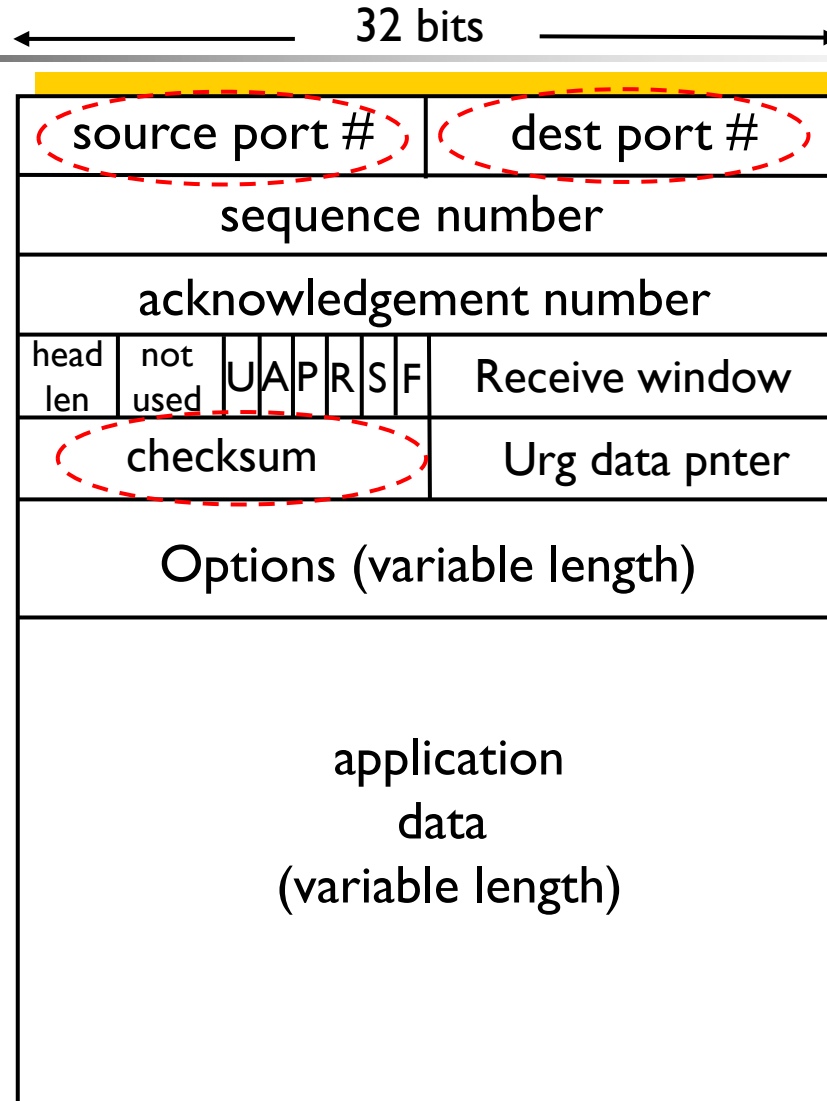 32 bits
source port # dest port #
sequence number
acknowledgement number
head len not used U A P R S F Receive window
checksum Urg data pnter
Options (variable length)
application
data
(variable length)